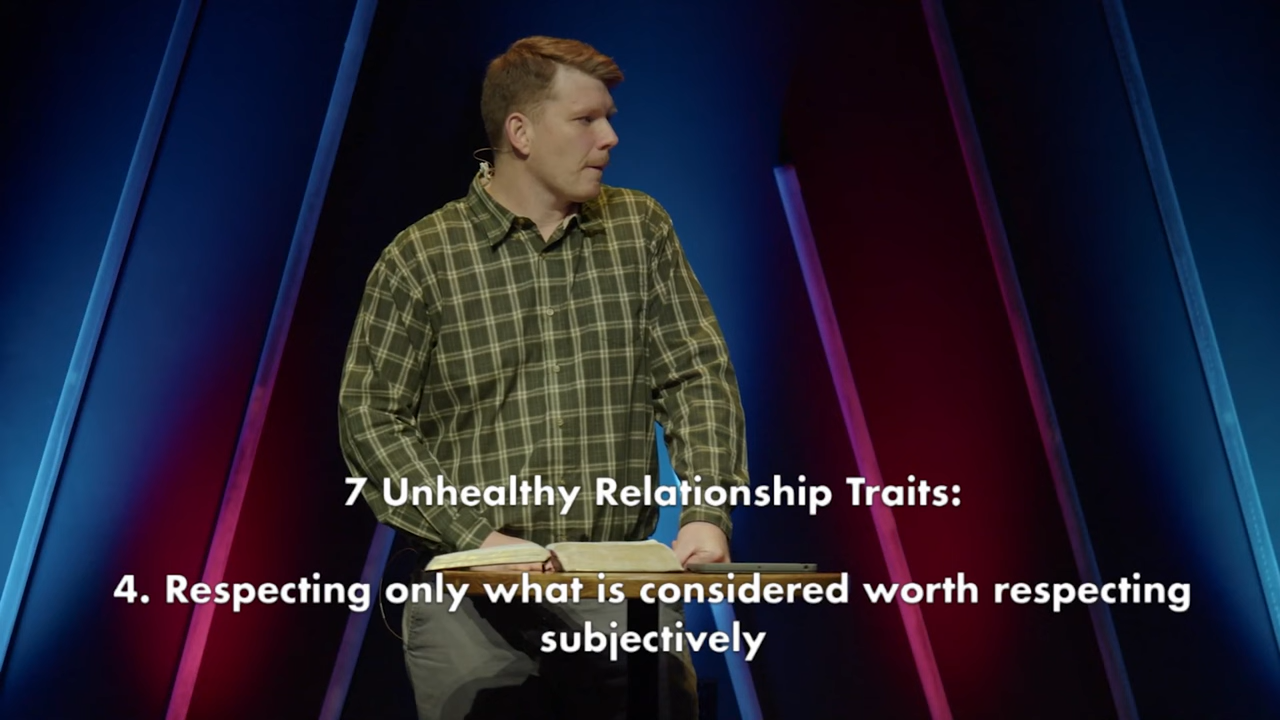 7 Unhealthy Relationship Traits:
4. Respecting only what is considered worth respecting
subjectively